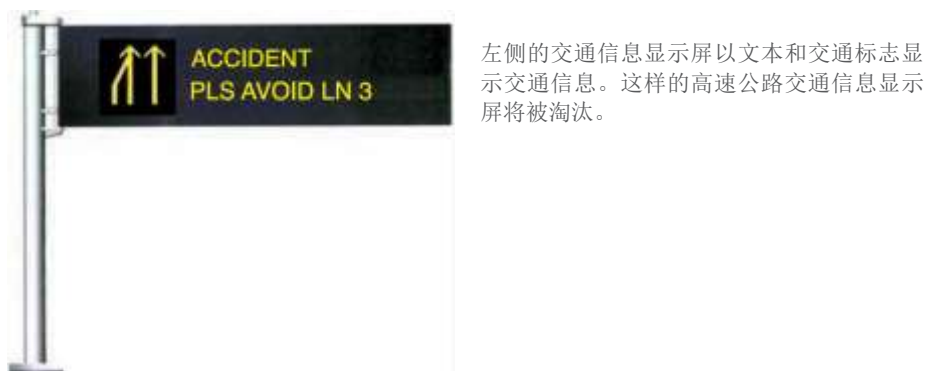 ACCIDENT
PLS AVOID LN 3
左侧的交通信息显示屏以文本和交通标志显
示交通信息。这样的高速公路交通信息显示
屏将被淘汰。